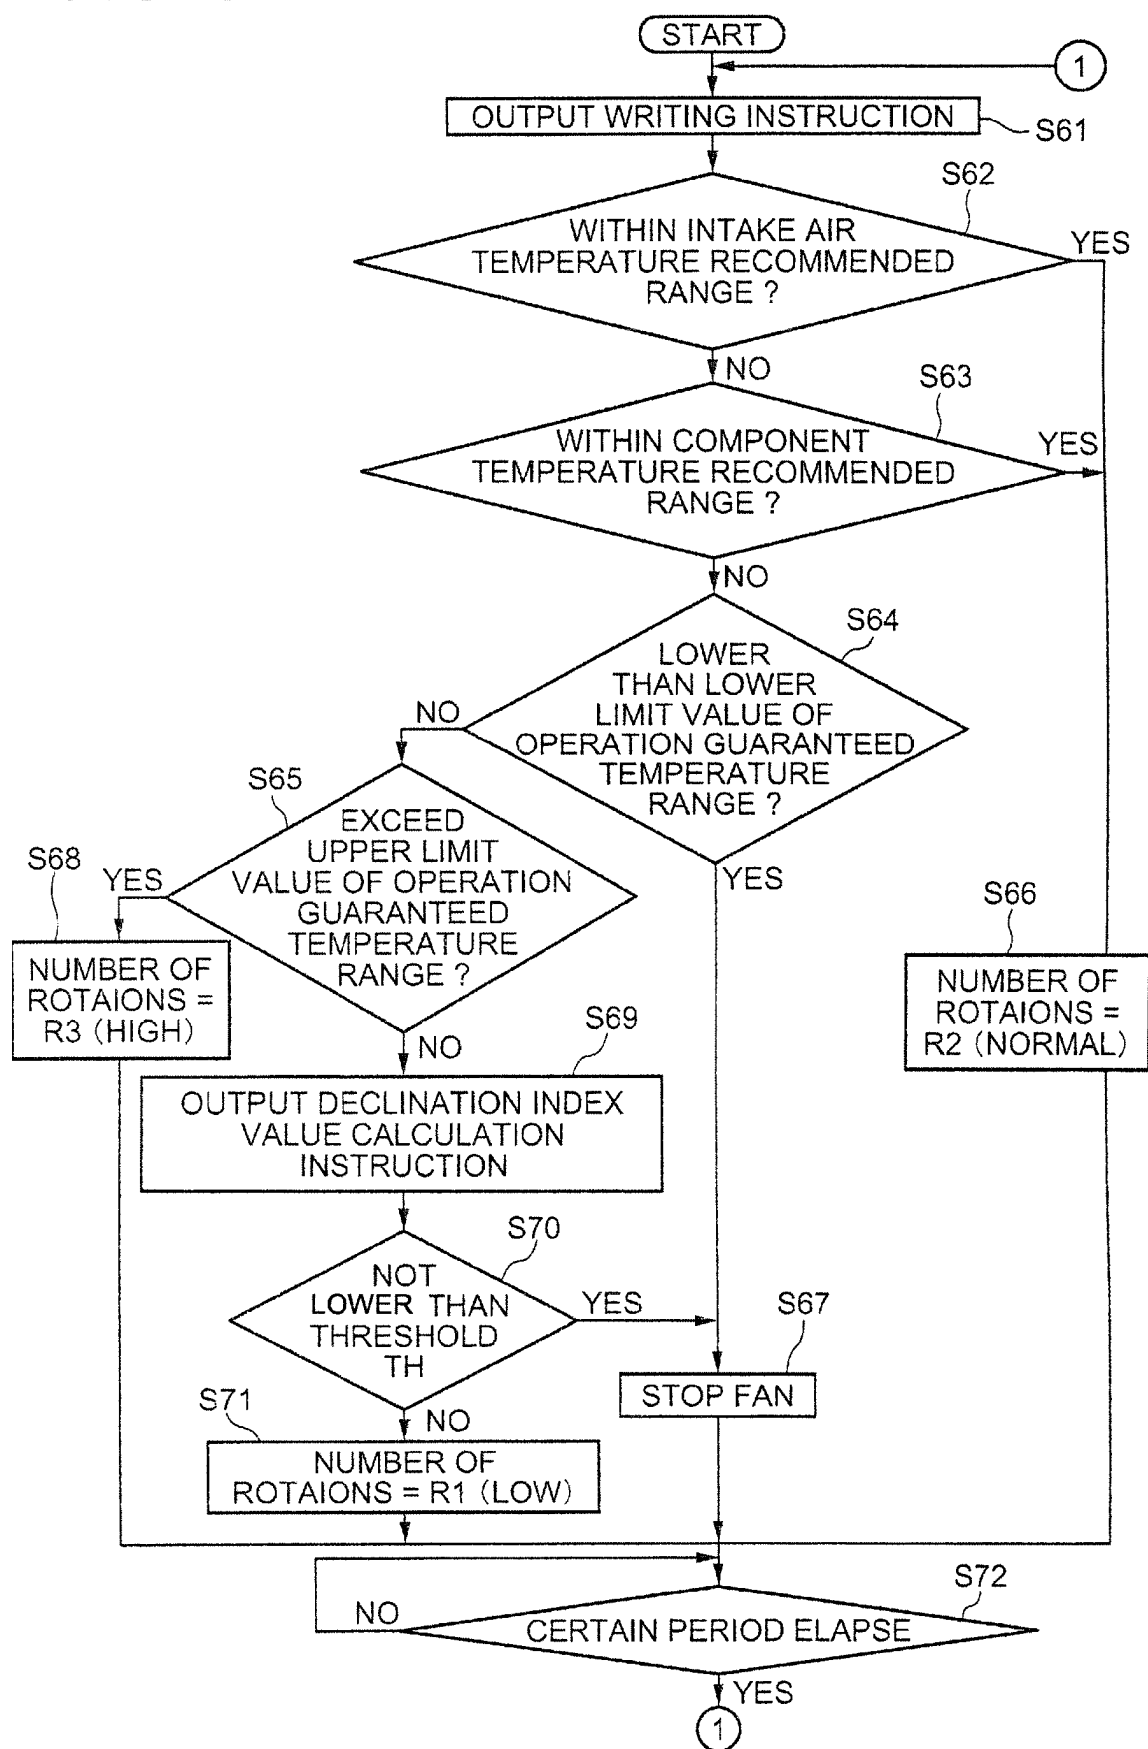 START
1
OUTPUT WRITING INSTRUCTION
S61
S62
WITHIN INTAKE AIR
TEMPERATURE RECOMMENDED
RANGE ?
YES
NO
S63
WITHIN COMPONENT
TEMPERATURE RECOMMENDED
RANGE ?
YES
NO
S64
LOWER
THAN LOWER
LIMIT VALUE OF
OPERATION GUARANTEED
TEMPERATURE
RANGE ?
NO
YES
S65
EXCEED
UPPER LIMIT
VALUE OF OPERATION
GUARANTEED
TEMPERATURE
RANGE ?
YES
NO
S68
NUMBER OF
ROTAIONS =
R3 (HIGH)
S66
NUMBER OF
ROTAIONS =
R2 (NORMAL)
S69
OUTPUT DECLINATION INDEX
VALUE CALCULATION
INSTRUCTION
S70
NOT
LOWER THAN
THRESHOLD
TH
YES
NO
S67
STOP FAN
S71
NUMBER OF
ROTAIONS = R1 (LOW)
S72
CERTAIN PERIOD ELAPSE
NO
YES
1